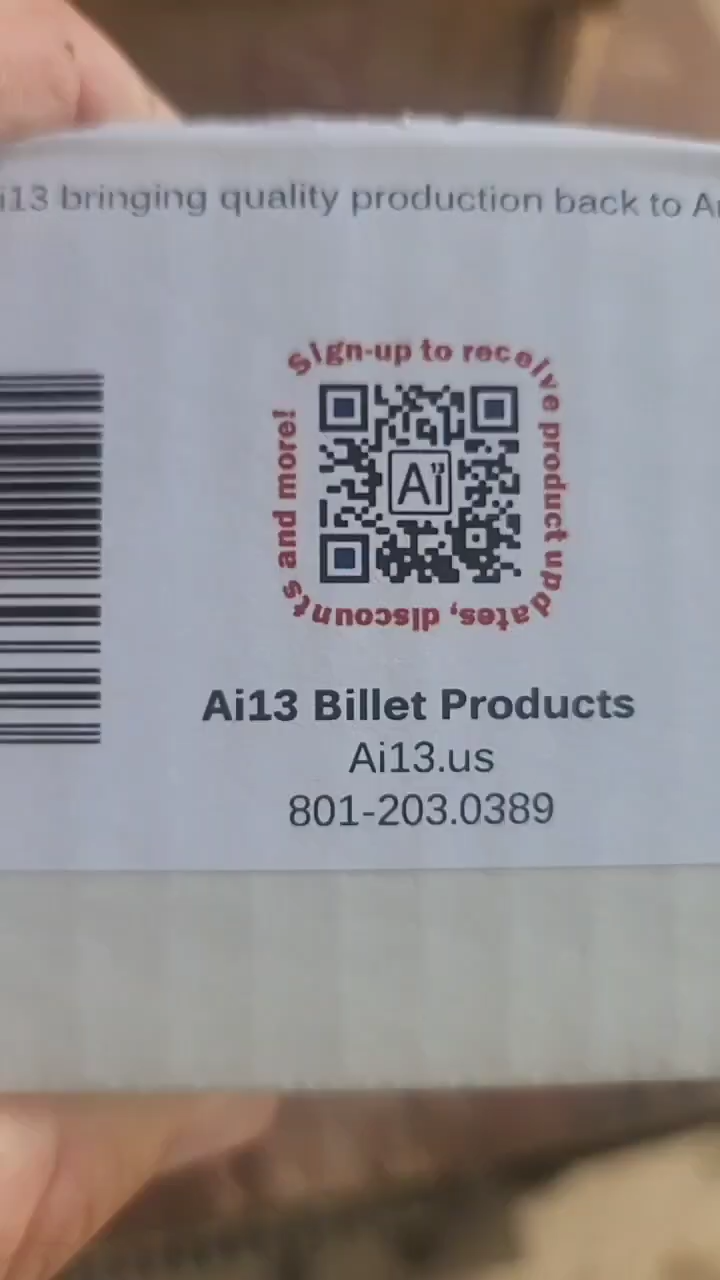 i13 bringing quality production back to
Sign-up to receive product updates, discounts and more!
Ai
Ai13 Billet Products
Ai13.us
801-203.0389